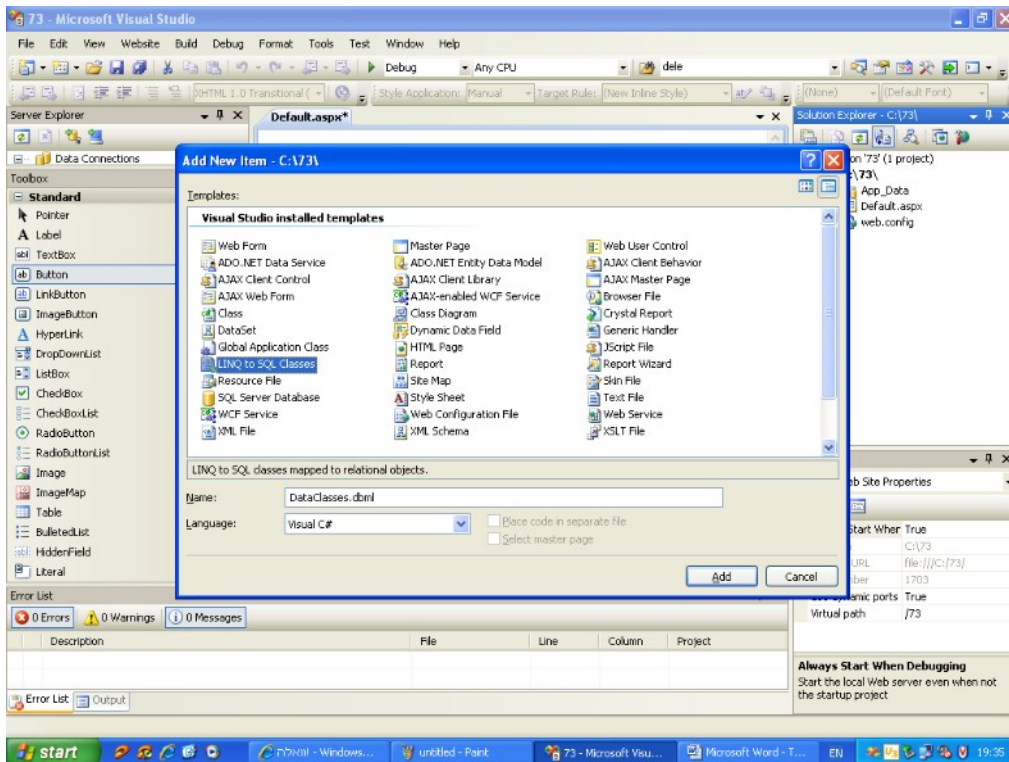 73 - Microsoft Visual Studio
File Edit View Website Build Debug Format Tools Test Window Help
Debug Any CPU dele
XHTML 1.0 Transitional ( Style Application: Manual Target Rule: (New Inline Style) (None) (Default Font)
Server Explorer
Data Connections
Toolbox
Standard
Pointer
Label
TextBox
Button
LinkButton
ImageButton
HyperLink
DropDownList
ListBox
CheckBox
CheckBoxList
RadioButton
RadioButtonList
Image
ImageMap
Table
BulletedList
HiddenField
Literal
Default.aspx*
Add New Item - C:\73\
Templates:
Visual Studio installed templates
Web Form Master Page Web User Control
ADO.NET Data Service ADO.NET Entity Data Model AJAX Client Behavior
AJAX Client Control AJAX Client Library AJAX Master Page
AJAX Web Form AJAX-enabled WCF Service Browser File
Class Class Diagram Crystal Report
DataSet Dynamic Data Field Generic Handler
Global Application Class HTML Page JScript File
LINQ to SQL Classes Report Report Wizard
Resource File Site Map Skin File
SQL Server Database Style Sheet Text File
WCF Service Web Configuration File Web Service
XML File XML Schema XSLT File
LINQ to SQL classes mapped to relational objects.
Name: DataClasses.dbml
Language: Visual C#
Place code in separate file
Select master page
Add Cancel
Solution Explorer - C:\73\
on '73' (1 project)
:\73\
App_Data
Default.aspx
web.config
eb Site Properties
Start When True
C:\73
URL file:///C:/73/
ber 1703
amic ports True
Virtual path /73
Always Start When Debugging
Start the local Web server even when not
the startup project
Error List
0 Errors 0 Warnings 0 Messages
Description File Line Column Project
Error List Output
start וואלה! - Windows... untitled - Paint 73 - Microsoft Visu... Microsoft Word - T... EN 19:35